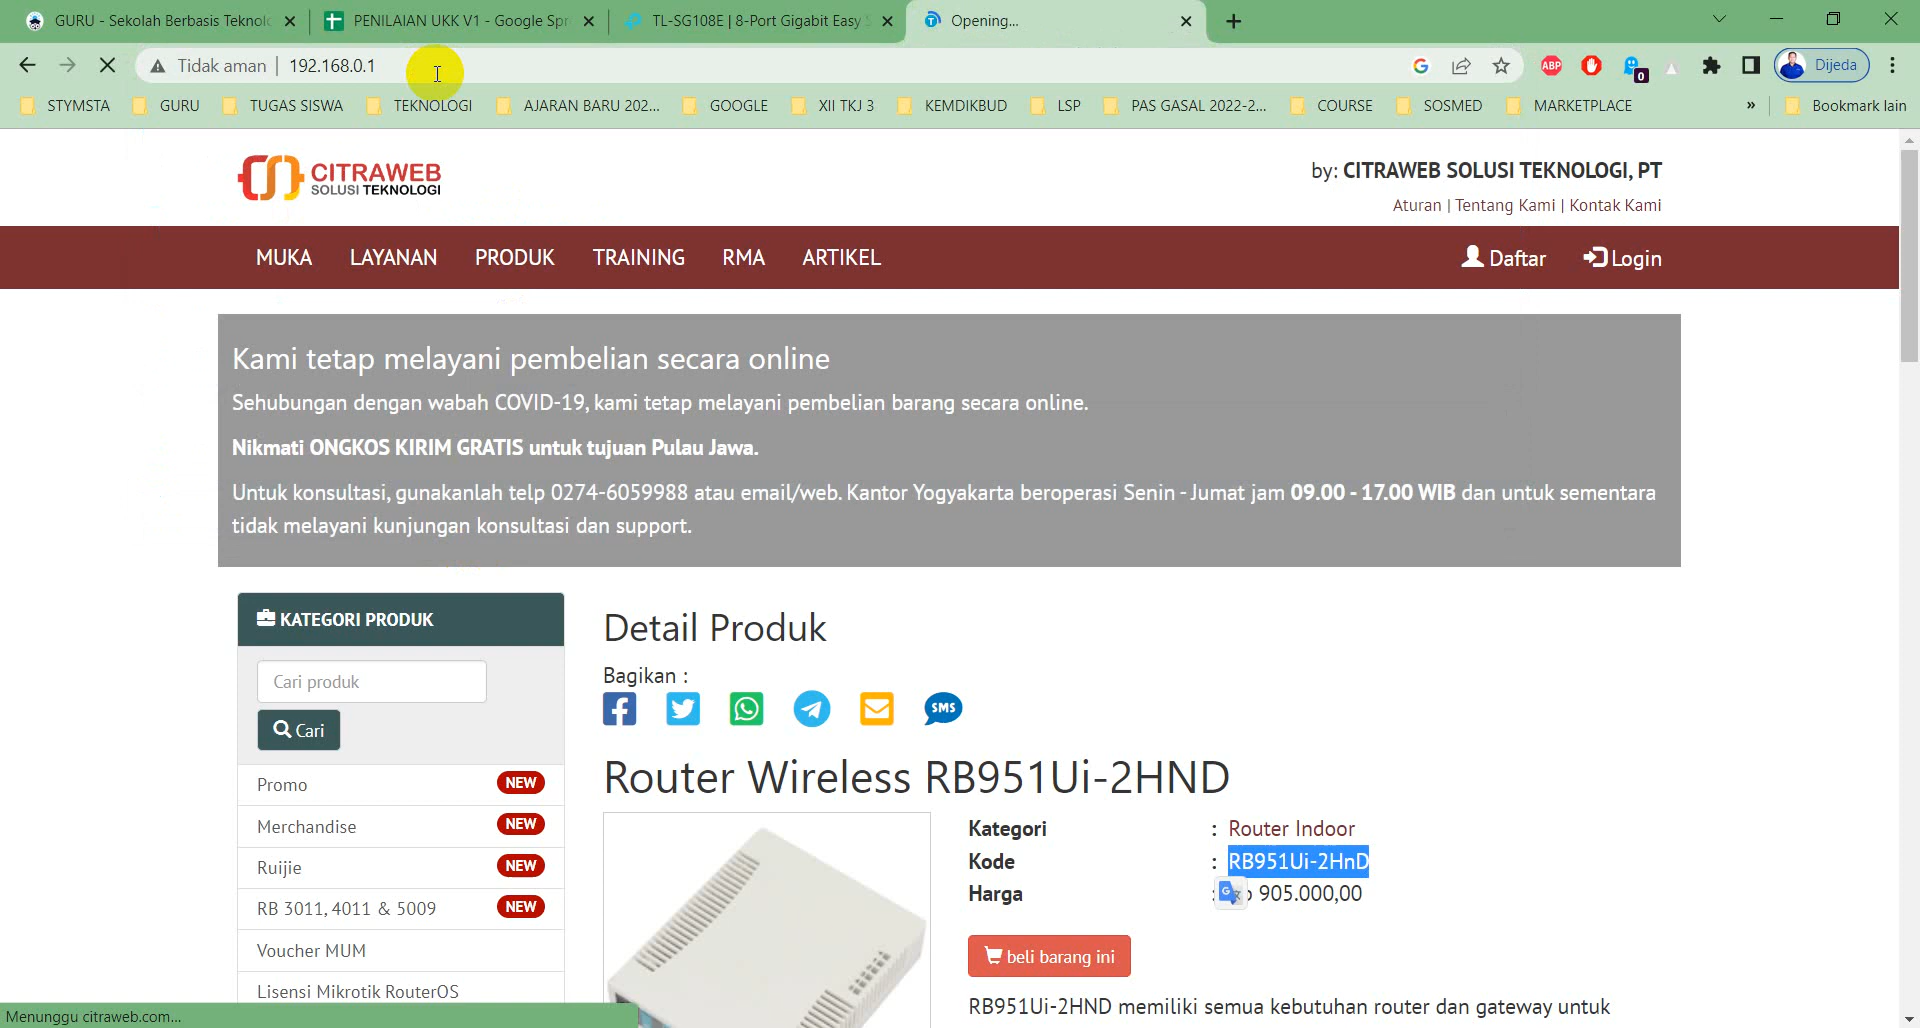 GURU - Sekolah Berbasis Teknolo
PENILAIAN UKK V1 - Google Spr
TL-SG108E | 8-Port Gigabit Easy S
Opening...
Tidak aman | 192.168.0.1
ABP
0
Dijeda
STYMSTA
GURU
TUGAS SISWA
TEKNOLOGI
AJARAN BARU 202...
GOOGLE
XII TKJ 3
KEMDIKBUD
LSP
PAS GASAL 2022-2...
COURSE
SOSMED
MARKETPLACE
»
Bookmark lain
CITRAWEB
SOLUSI TEKNOLOGI
by: CITRAWEB SOLUSI TEKNOLOGI, PT
Aturan | Tentang Kami | Kontak Kami
MUKA LAYANAN PRODUK TRAINING RMA ARTIKEL
Daftar Login
Kami tetap melayani pembelian secara online
Sehubungan dengan wabah COVID-19, kami tetap melayani pembelian barang secara online.
Nikmati ONGKOS KIRIM GRATIS untuk tujuan Pulau Jawa.
Untuk konsultasi, gunakanlah telp 0274-6059988 atau email/web. Kantor Yogyakarta beroperasi Senin - Jumat jam 09.00 - 17.00 WIB dan untuk sementara
tidak melayani kunjungan konsultasi dan support.
KATEGORI PRODUK
Cari produk
Cari
Promo NEW
Merchandise NEW
Ruijie NEW
RB 3011, 4011 & 5009 NEW
Voucher MUM
Lisensi Mikrotik RouterOS
Detail Produk
Bagikan :
SMS
Router Wireless RB951Ui-2HND
Kategori : Router Indoor
Kode : RB951Ui-2HnD
Harga : 905.000,00
beli barang ini
RB951Ui-2HND memiliki semua kebutuhan router dan gateway untuk
Menunggu citraweb.com...